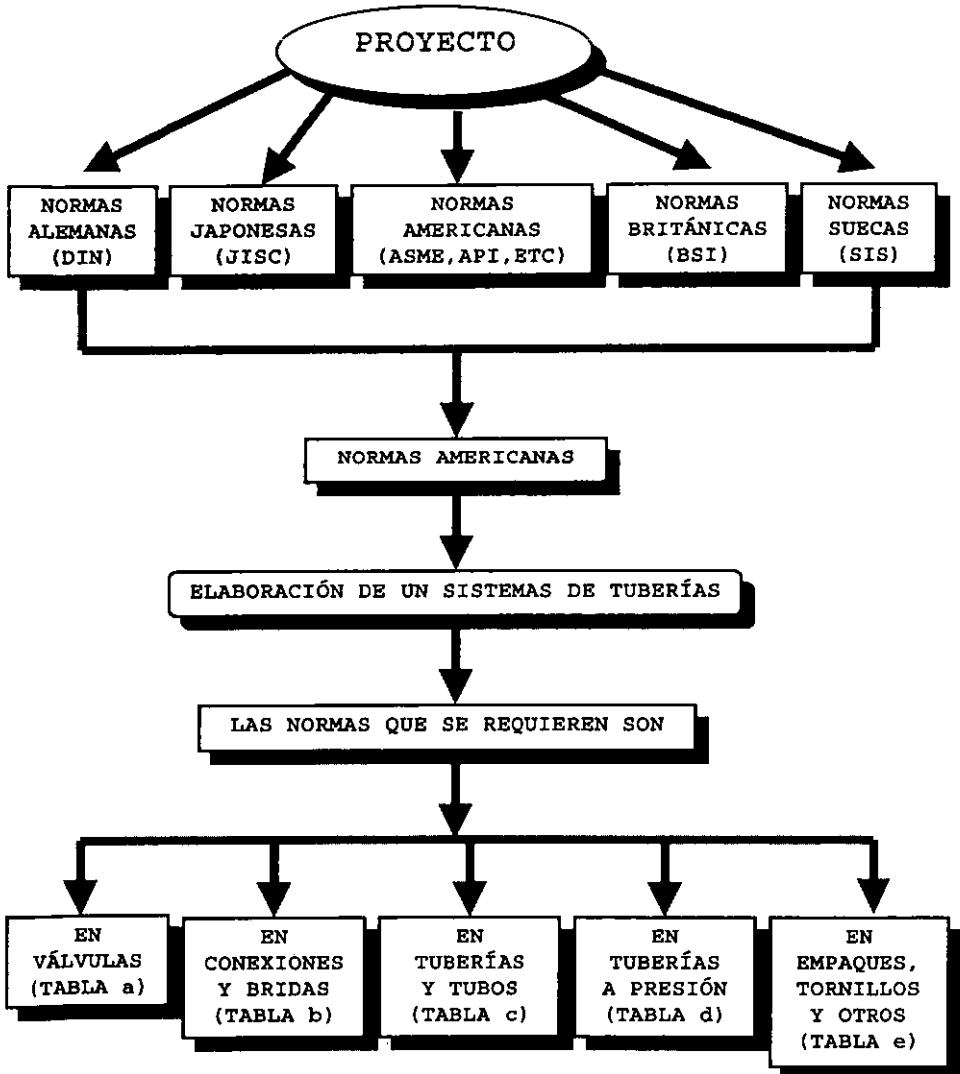 PROYECTO
NORMAS
ALEMANAS
(DIN)
NORMAS
JAPONESAS
(JISC)
NORMAS
AMERICANAS
(ASME,API,ETC)
NORMAS
BRITÁNICAS
(BSI)
NORMAS
SUECAS
(SIS)
NORMAS AMERICANAS
ELABORACIÓN DE UN SISTEMAS DE TUBERÍAS
LAS NORMAS QUE SE REQUIEREN SON
EN
VÁLVULAS
(TABLA a)
EN
CONEXIONES
Y BRIDAS
(TABLA b)
EN
TUBERÍAS
Y TUBOS
(TABLA c)
EN
TUBERÍAS
A PRESIÓN
(TABLA d)
EN
EMPAQUES,
TORNILLOS
Y OTROS
(TABLA e)